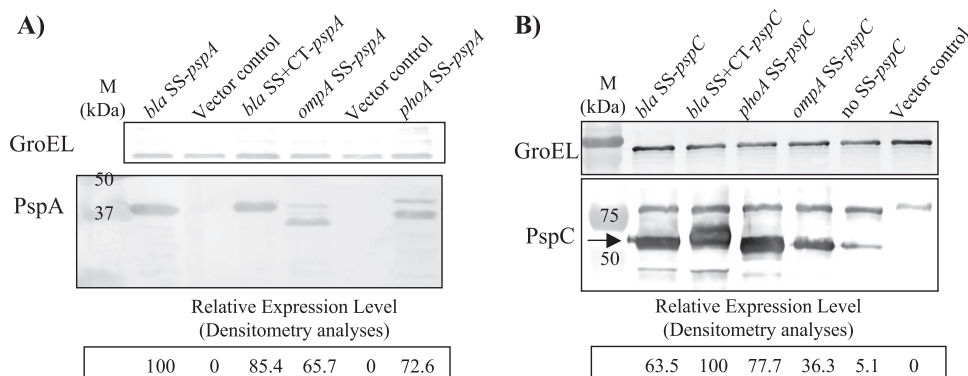 A)
M
(kDa)
bla SS-pspA
Vector control
bla SS+CT-pspA
ompA SS-pspA
Vector control
phoA SS-pspA
GroEL
50
PspA
37
Relative Expression Level
(Densitometry analyses)
100 0 85.4 65.7 0 72.6
B)
M
(kDa)
bla SS-pspC
bla SS+CT-pspC
phoA SS-pspC
ompA SS-pspC
no SS-pspC
Vector control
GroEL
75
PspC
50
Relative Expression Level
(Densitometry analyses)
63.5 100 77.7 36.3 5.1 0